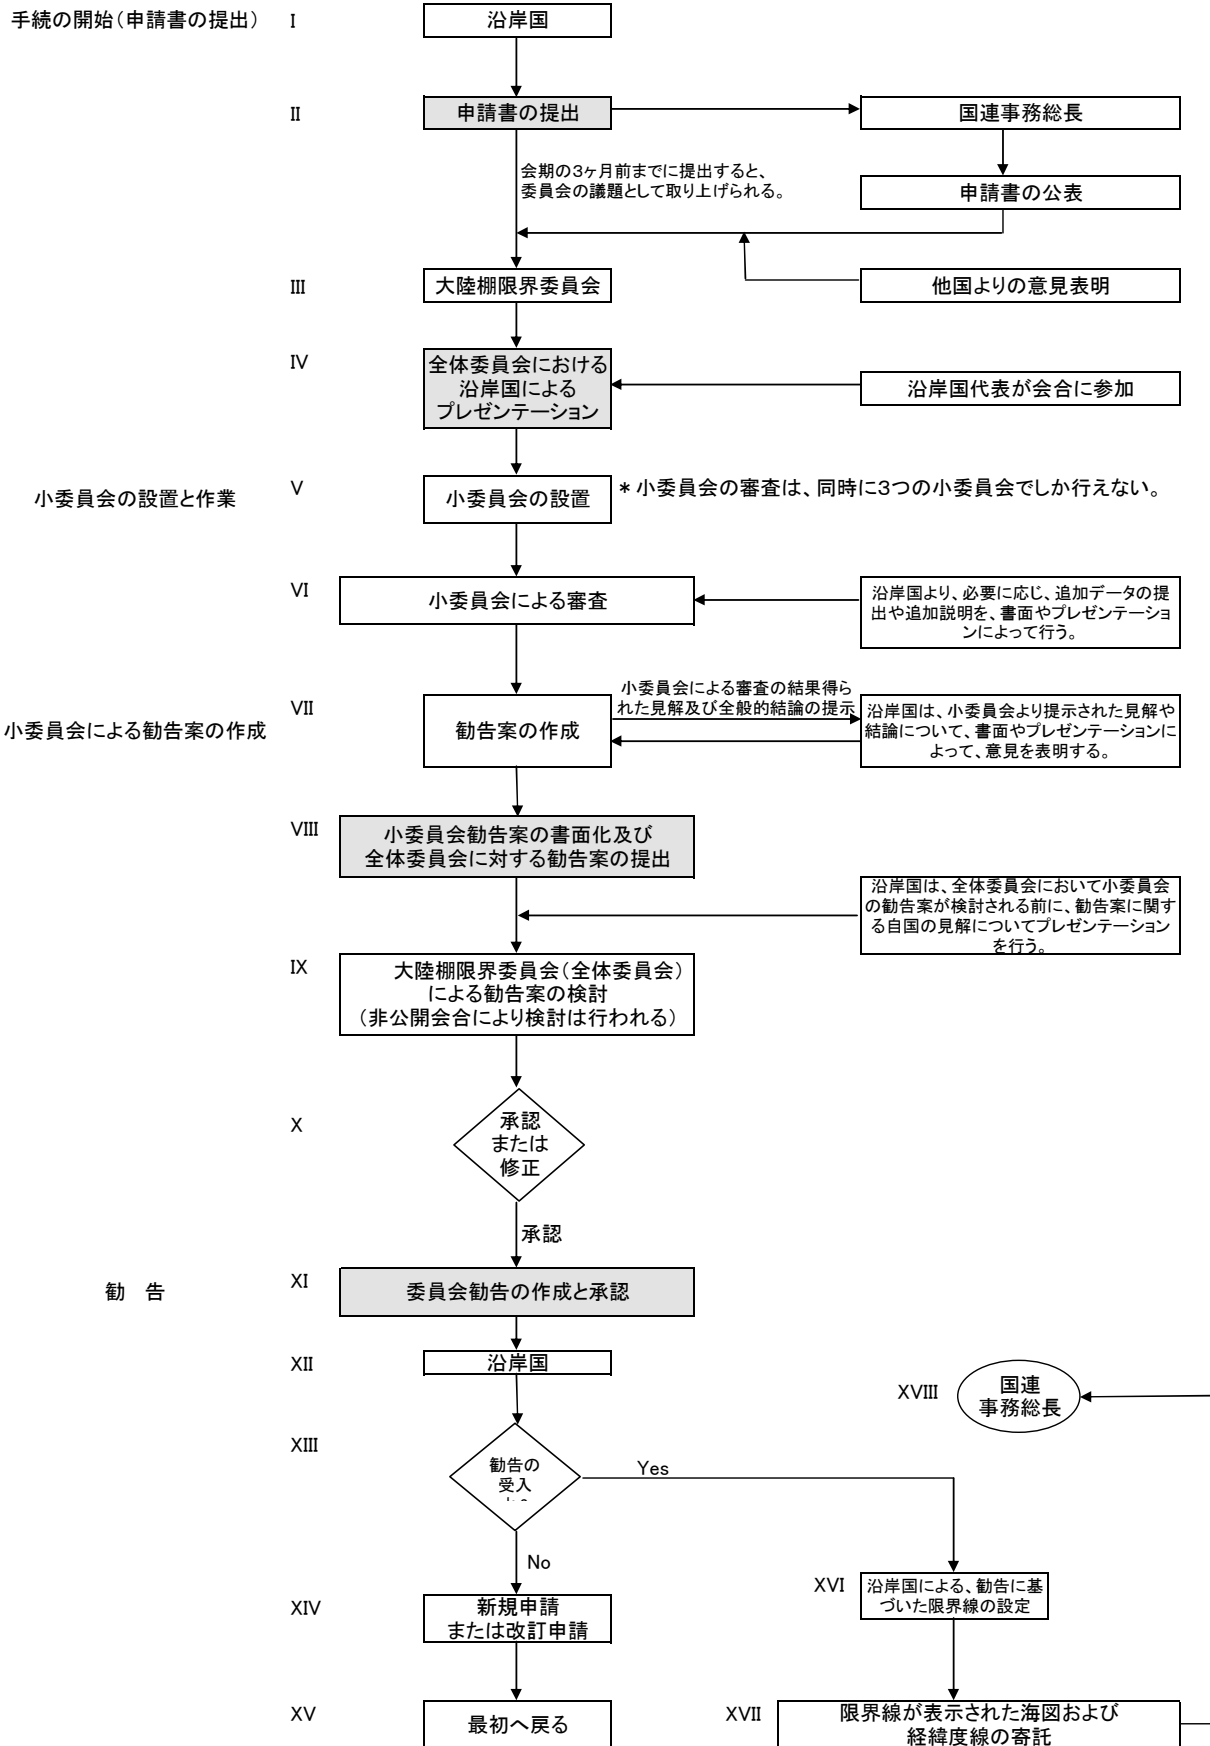 手続の開始（申請書の提出）
I
沿岸国
II
申請書の提出
国連事務総長
会期の3ヶ月前までに提出すると、
委員会の議題として取り上げられる。
申請書の公表
III
大陸棚限界委員会
他国よりの意見表明
IV
全体委員会における
沿岸国による
プレゼンテーション
沿岸国代表が会合に参加
小委員会の設置と作業
V
小委員会の設置
＊小委員会の審査は、同時に3つの小委員会でしか行えない。
VI
小委員会による審査
沿岸国より、必要に応じ、追加データの提
出や追加説明を、書面やプレゼンテーショ
ンによって行う。
小委員会による勧告案の作成
VII
勧告案の作成
小委員会による審査の結果得ら
れた見解及び全般的結論の提示
沿岸国は、小委員会より提示された見解や
結論について、書面やプレゼンテーションに
よって、意見を表明する。
VIII
小委員会勧告案の書面化及び
全体委員会に対する勧告案の提出
沿岸国は、全体委員会において小委員会
の勧告案が検討される前に、勧告案に関す
る自国の見解についてプレゼンテーション
を行う。
IX
大陸棚限界委員会（全体委員会）
による勧告案の検討
（非公開会合により検討は行われる）
X
承認
または
修正
承認
勧　告
XI
委員会勧告の作成と承認
XII
沿岸国
XVIII
国連
事務総長
XIII
勧告の
受入
Yes
No
XIV
新規申請
または改訂申請
XVI
沿岸国による、勧告に基
づいた限界線の設定
XV
最初へ戻る
XVII
限界線が表示された海図および
経緯度線の寄託